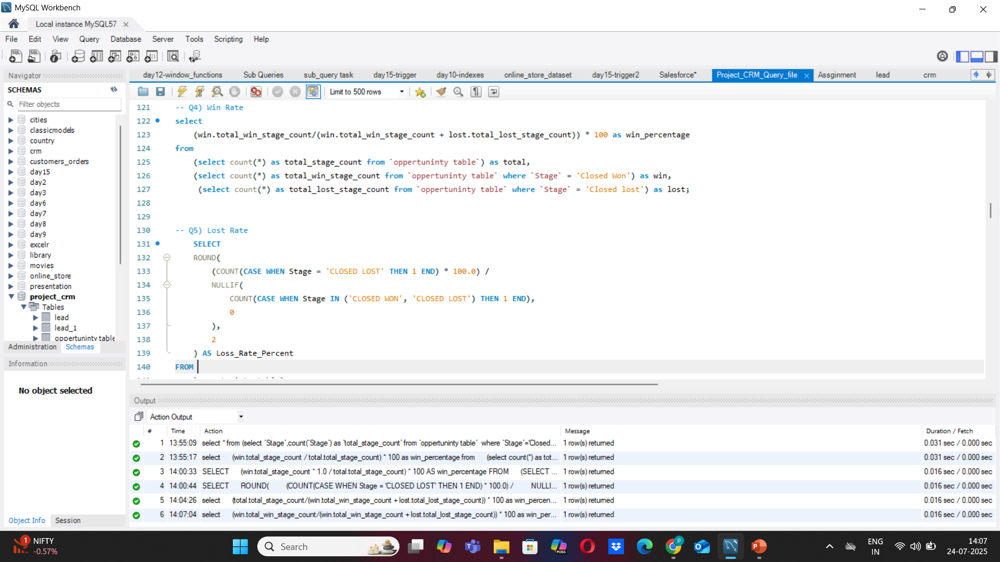 MySQL Workbench
Local instance MySQL57
File Edit View Query Database Server Tools Scripting Help
Navigator
SCHEMAS
Filter objects
cities
classicmodels
country
crm
customers_orders
day15
day2
day3
day6
day7
day8
day9
excelr
library
movies
online_store
presentation
project_crm
Tables
lead
lead_1
oppertuninty table
Administration Schemas
Information
No object selected
Object Info Session
day12-window_functions Sub Queries sub_query task day15-trigger day10-indexes online_store_dataset day15-trigger2 Salesforce* Project_CRM_Query_file Assginment lead crm
Limit to 500 rows
121 -- Q4) Win Rate
122 select
123 (win.total_win_stage_count/(win.total_win_stage_count + lost.total_lost_stage_count)) * 100 as win_percentage
124 from
125 (select count(*) as total_stage_count from `oppertuninty table`) as total,
126 (select count(*) as total_win_stage_count from `oppertuninty table` where `Stage` = 'Closed Won') as win,
127 (select count(*) as total_lost_stage_count from `oppertuninty table` where `Stage` = 'Closed lost') as lost;
128
129
130 -- Q5) Lost Rate
131 SELECT
132 ROUND(
133 (COUNT(CASE WHEN Stage = 'CLOSED LOST' THEN 1 END) * 100.0) /
134 NULLIF(
135 COUNT(CASE WHEN Stage IN ('CLOSED WON', 'CLOSED LOST') THEN 1 END),
136 0
137 ),
138 2
139 ) AS Loss_Rate_Percent
140 FROM
Output
Action Output
# Time Action Message Duration / Fetch
1 13:55:09 select * from (select `Stage`,count(`Stage`) as `total_stage_count` from `oppertuninty table` where `Stage`='Closed... 1 row(s) returned 0.031 sec / 0.000 sec
2 13:55:17 select (win.total_stage_count / total.total_stage_count) * 100 as win_percentage from (select count(*) as tot... 1 row(s) returned 0.031 sec / 0.000 sec
3 14:00:33 SELECT (win.total_stage_count * 1.0 / total.total_stage_count) * 100 AS win_percentage FROM (SELECT ... 1 row(s) returned 0.016 sec / 0.000 sec
4 14:00:44 SELECT ROUND( (COUNT(CASE WHEN Stage = 'CLOSED LOST' THEN 1 END) * 100.0) / NULLI... 1 row(s) returned 0.016 sec / 0.000 sec
5 14:04:26 select (total.total_stage_count/(win.total_win_stage_count + lost.total_lost_stage_count)) * 100 as win_percen... 1 row(s) returned 0.016 sec / 0.000 sec
6 14:07:04 select (win.total_win_stage_count/(win.total_win_stage_count + lost.total_lost_stage_count)) * 100 as win_per... 1 row(s) returned 0.016 sec / 0.000 sec
1 NIFTY
-0.57%
Search
ENG
IN
14:07
24-07-2025